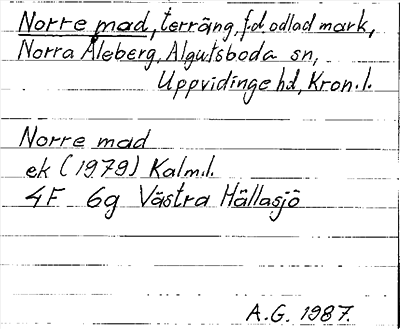 Norre mad, terräng, f.d odlad mark,
Norra Åleberg, Algutsboda sn,
Uppvidinge hd, Kron.l.
Norre mad
ek (1979) Kalm.l.
4F 6g Västra Hällasjö
A.G. 1987.